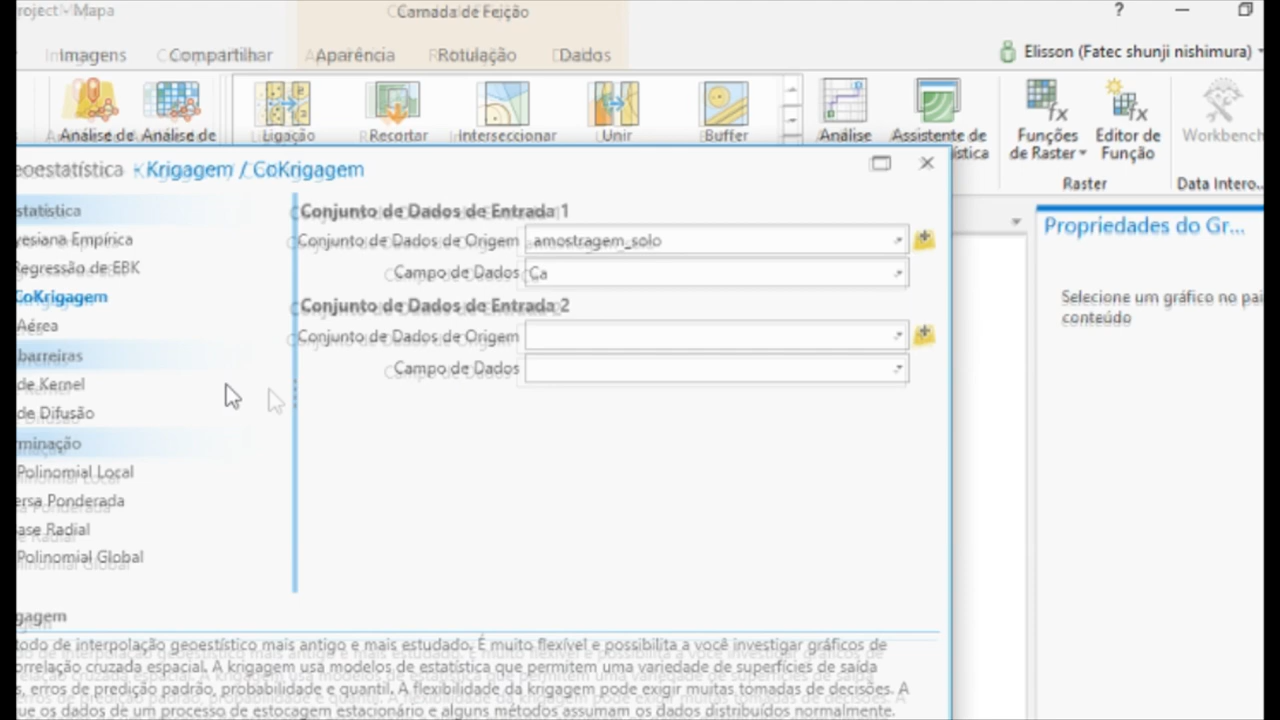 roject - Mapa
Camada de Feição
?
Imagens
Compartilhar
Aparência
Rotulação
Dados
Elisson (Fatec shunji nishimura)
Análise de
Análise de
Ligação
Recortar
Interseccionar
Unir
Buffer
Análise
Assistente de
ística
Funções
de Raster
Editor de
Função
Workbench
Raster
Data Intero...
eoestatística - Krigagem / CoKrigagem
statística
yesiana Empírica
Regressão de EBK
CoKrigagem
Aérea
barreiras
de Kernel
de Difusão
minação
Polinomial Local
ersa Ponderada
ase Radial
Polinomial Global
Conjunto de Dados de Entrada 1
Conjunto de Dados de Origem
amostragem_solo
Campo de Dados
Ca
Conjunto de Dados de Entrada 2
Conjunto de Dados de Origem
Campo de Dados
Propriedades do Gr...
Selecione um gráfico no pai
conteúdo
gagem
todo de interpolação geoestístico mais antigo e mais estudado. É muito flexível e possibilita a você investigar gráficos de
orrelação cruzada espacial. A krigagem usa modelos de estatística que permitem uma variedade de superfícies de saída
s, erros de predição padrão, probabilidade e quantil. A flexibilidade da krigagem pode exigir muitas tomadas de decisões. A
ue os dados de um processo de estocagem estacionário e alguns métodos assumam os dados distribuídos normalmente.